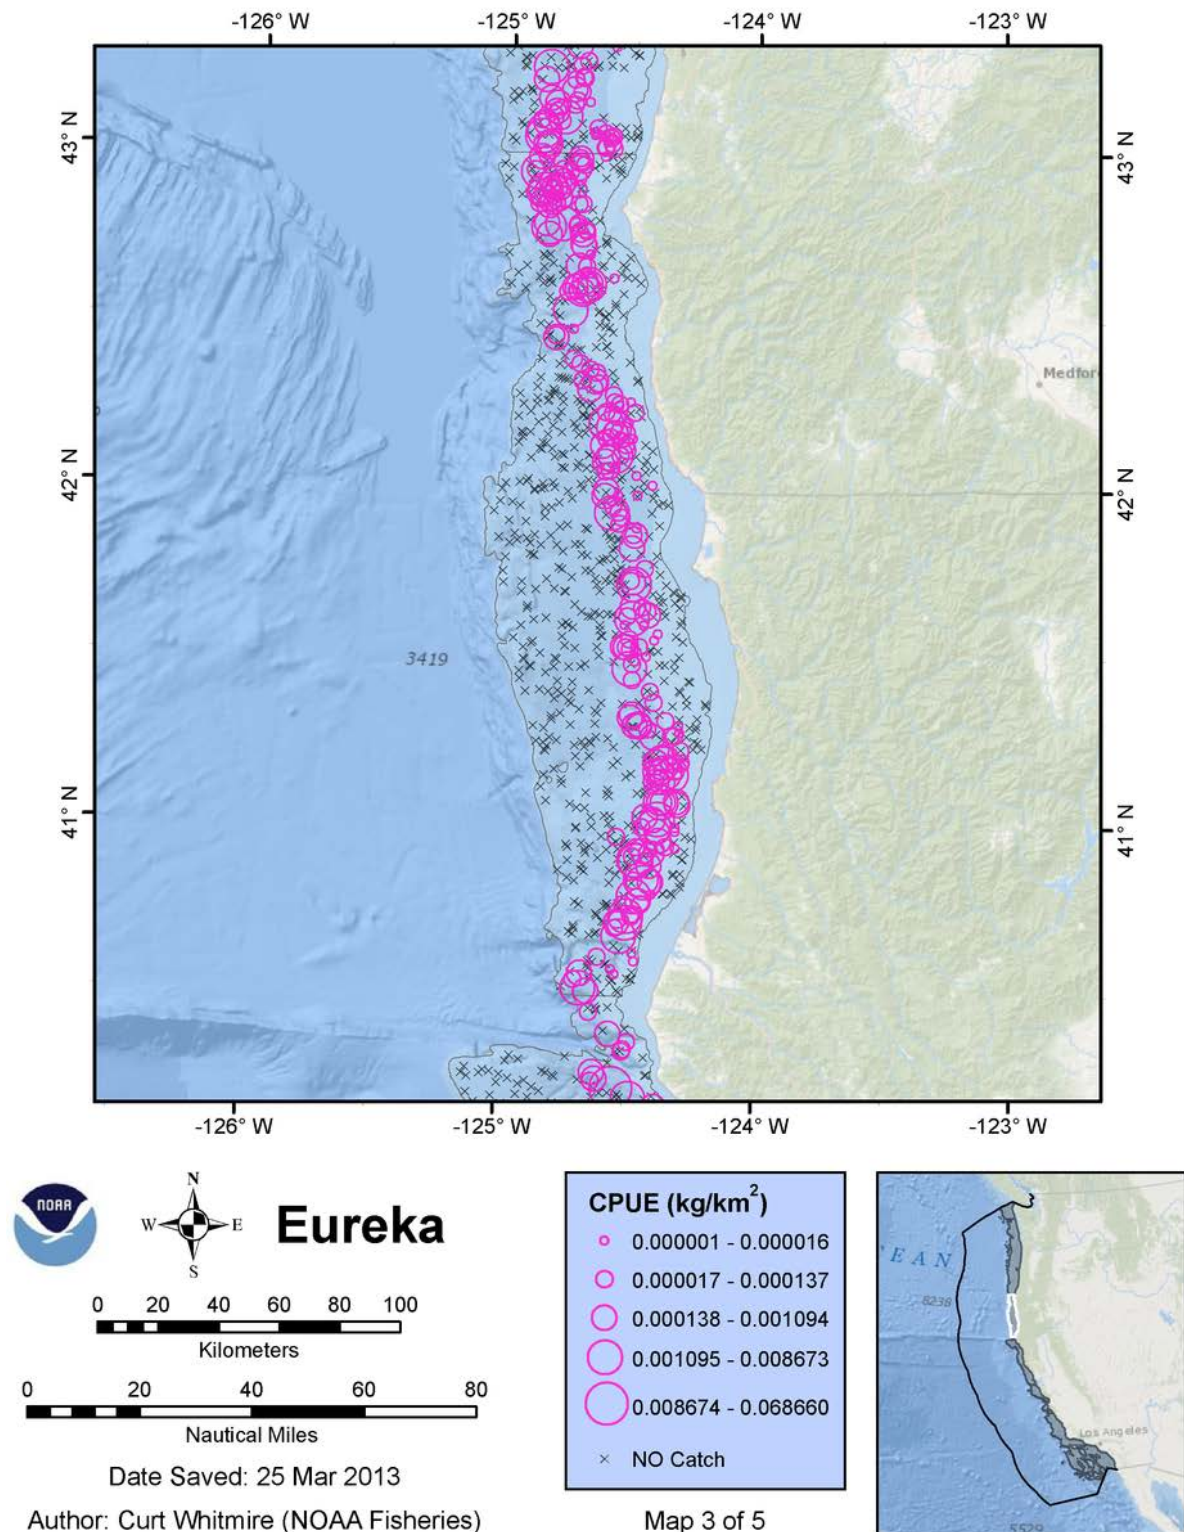 -126° W -125° W -124° W -123° W
43° N
43° N
Medfor
42° N
42° N
3419
41° N
41° N
-126° W -125° W -124° W -123° W
NOAA
N
W E
S
Eureka
0 20 40 60 80 100
Kilometers
0 20 40 60 80
Nautical Miles
Date Saved: 25 Mar 2013
Author: Curt Whitmire (NOAA Fisheries)
CPUE (kg/km²)
0.000001 - 0.000016
0.000017 - 0.000137
0.000138 - 0.001094
0.001095 - 0.008673
0.008674 - 0.068660
NO Catch
Map 3 of 5
EAN
8238
Los Angeles
5529